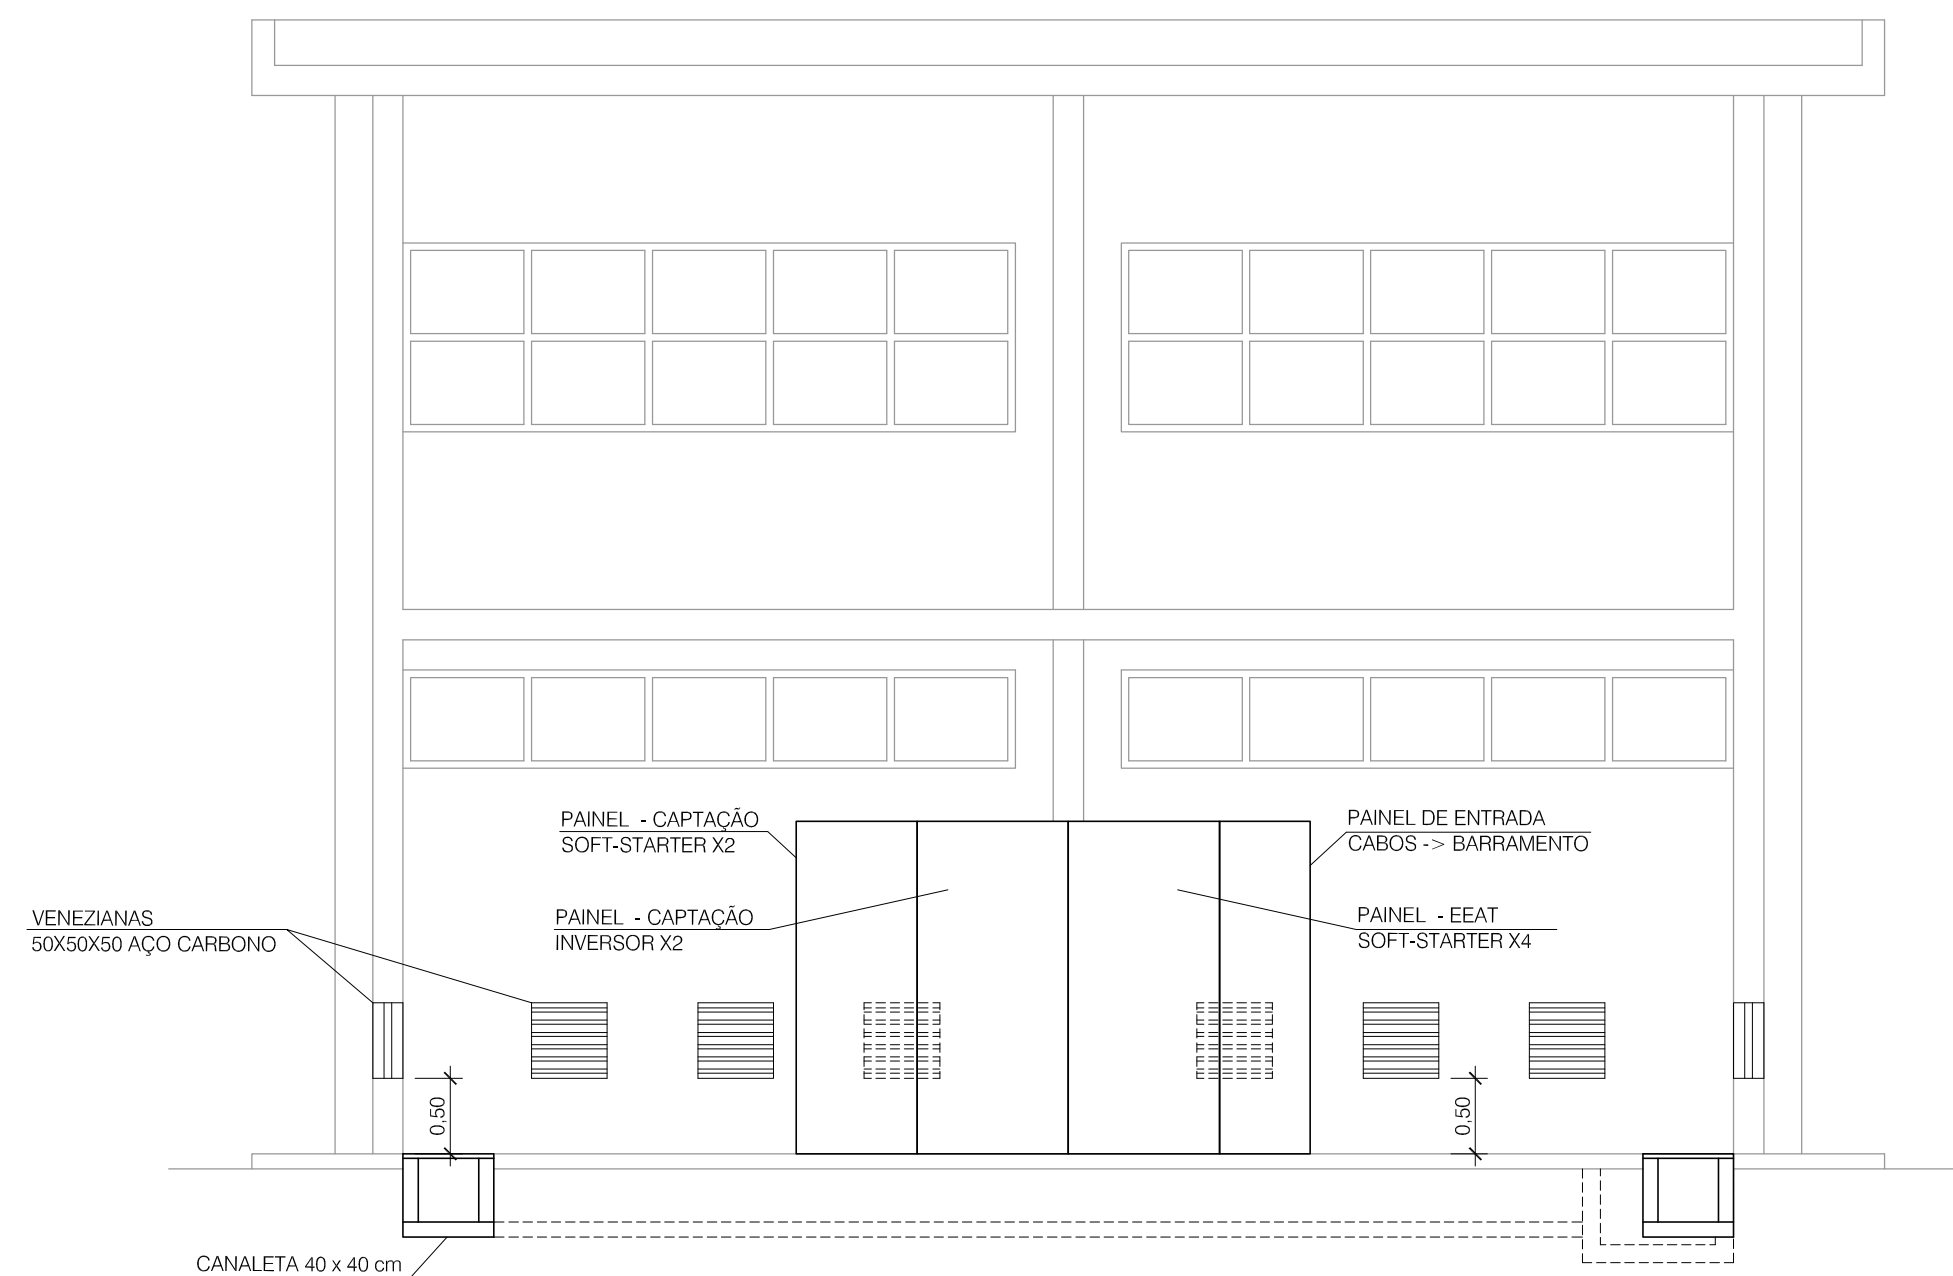 PAINEL - CAPTAÇÃO
SOFT-STARTER X2
PAINEL DE ENTRADA
CABOS -> BARRAMENTO
PAINEL - CAPTAÇÃO
INVERSOR X2
PAINEL - EEAT
SOFT-STARTER X4
VENEZIANAS
50X50X50 AÇO CARBONO
0,50
0,50
CANALETA 40 x 40 cm